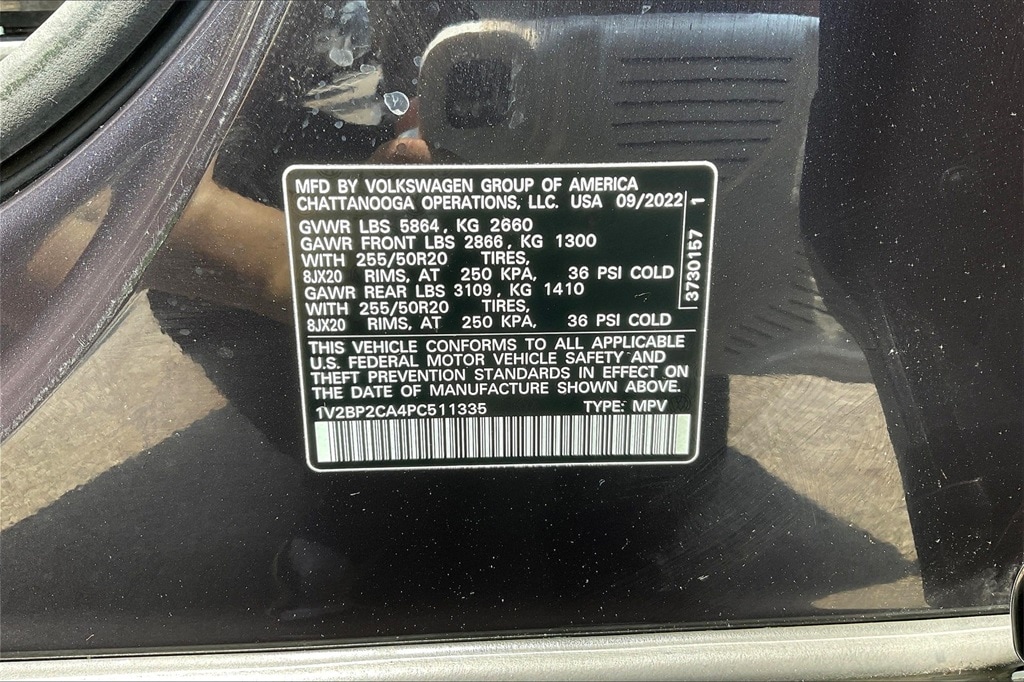 MFD BY VOLKSWAGEN GROUP OF AMERICA
CHATTANOOGA OPERATIONS, LLC. USA 09/2022
GVWR LBS 5864, KG 2660
GAWR FRONT LBS 2866, KG 1300
WITH 255/50R20 TIRES,
8JX20 RIMS, AT 250 KPA, 36 PSI COLD
GAWR REAR LBS 3109, KG 1410
WITH 255/50R20 TIRES,
8JX20 RIMS, AT 250 KPA, 36 PSI COLD
3730157 1
THIS VEHICLE CONFORMS TO ALL APPLICABLE
U.S. FEDERAL MOTOR VEHICLE SAFETY AND
THEFT PREVENTION STANDARDS IN EFFECT ON
THE DATE OF MANUFACTURE SHOWN ABOVE.
1V2BP2CA4PC511335 TYPE: MPV